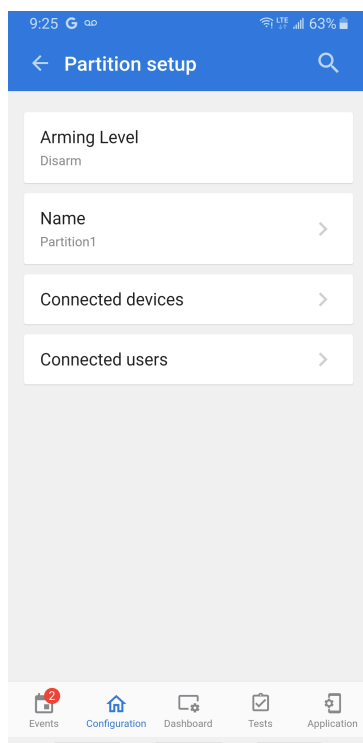 9:25 G LTE 63%
Partition setup
Arming Level
Disarm
Name
Partition1
Connected devices
Connected users
2
Events Configuration Dashboard Tests Application